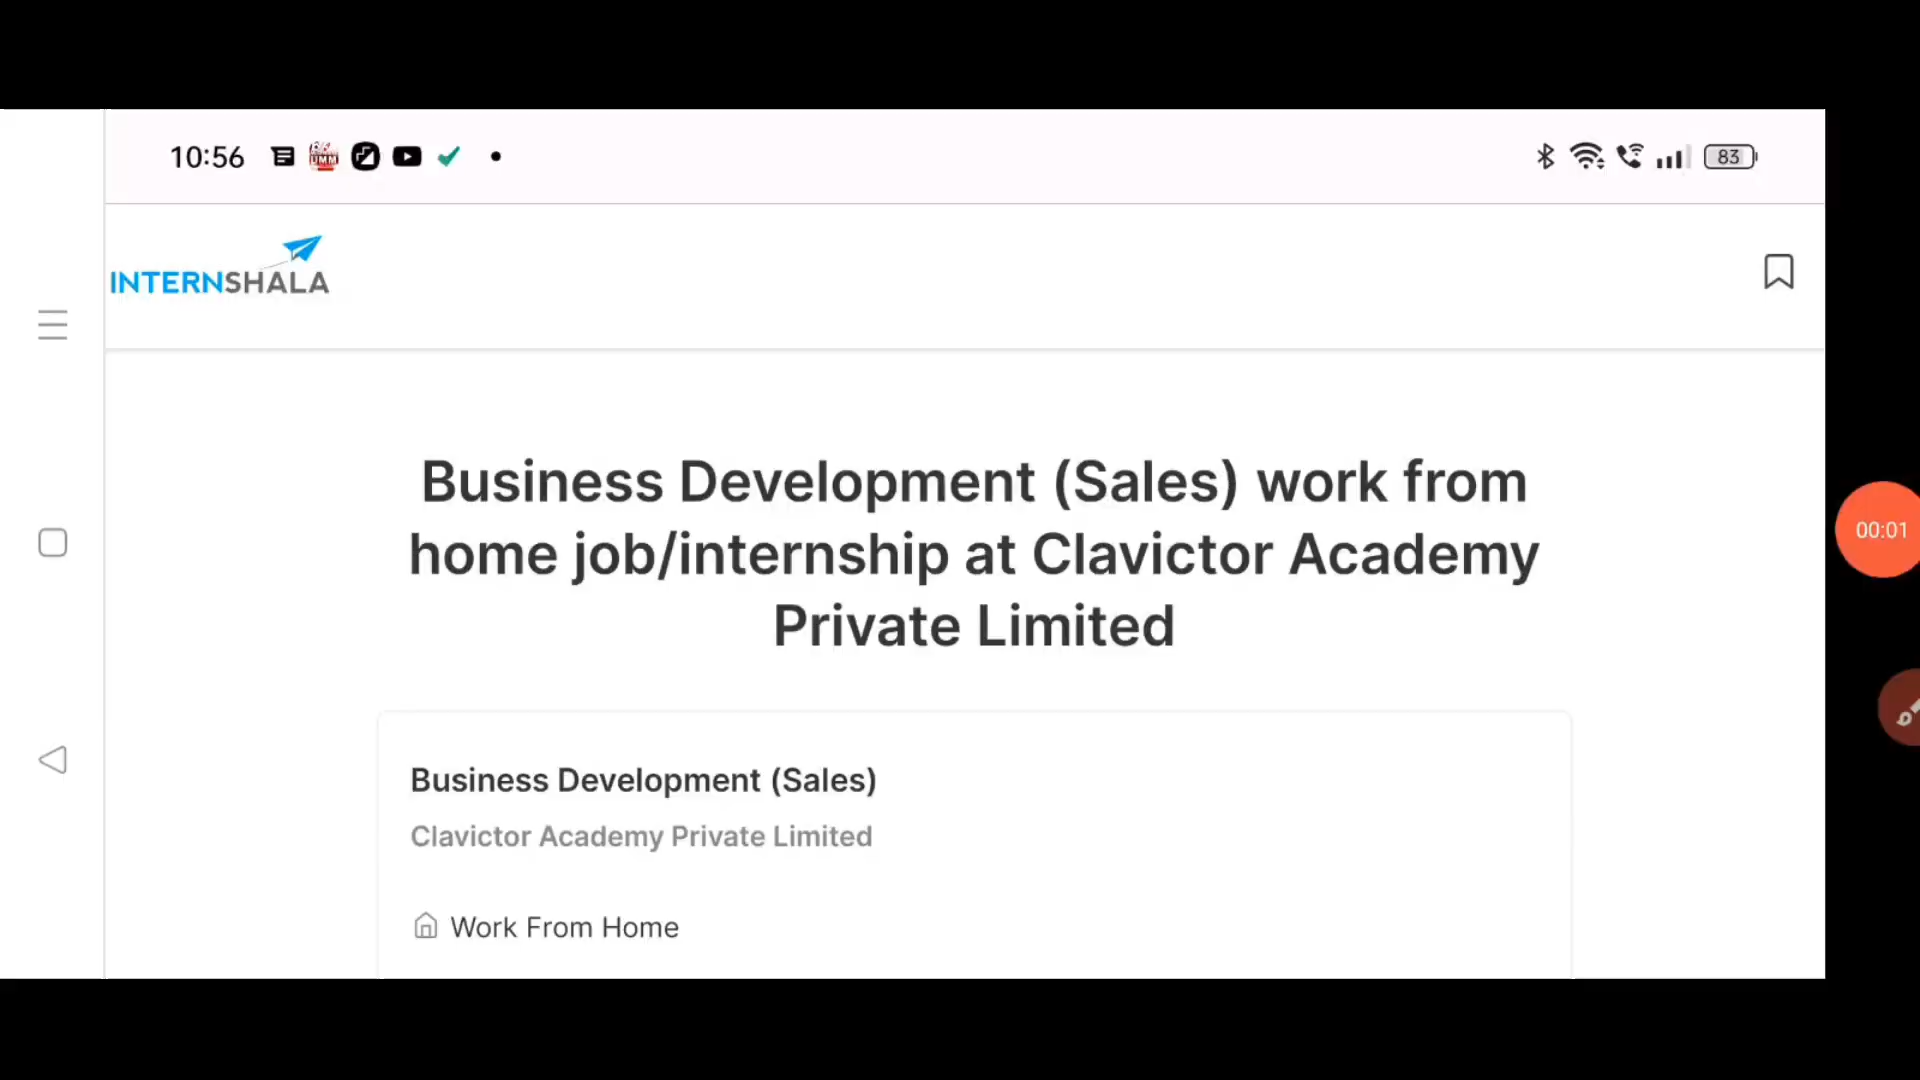 10:56
83
INTERNSHALA
Business Development (Sales) work from
home job/internship at Clavictor Academy
Private Limited
00:01
Business Development (Sales)
Clavictor Academy Private Limited
Work From Home